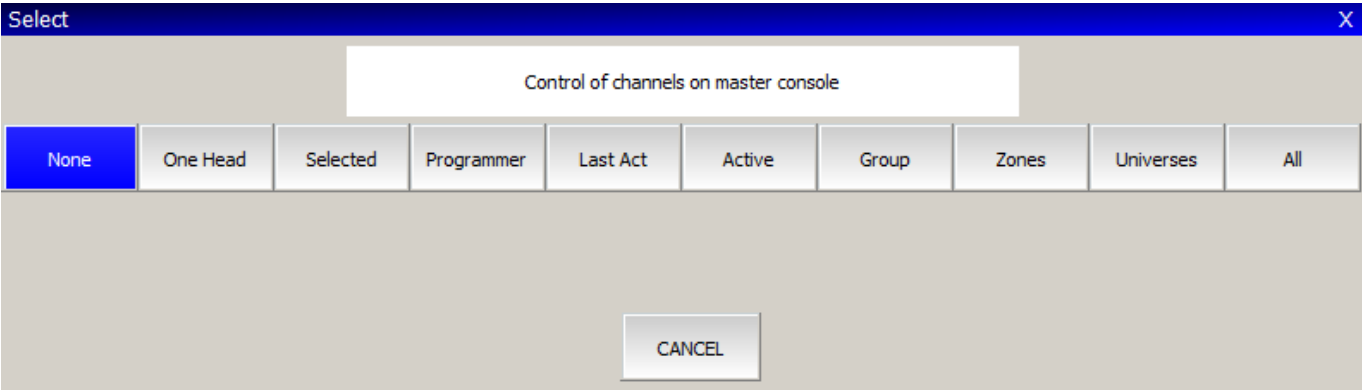 Select X
Control of channels on master console
None One Head Selected Programmer Last Act Active Group Zones Universes All
CANCEL